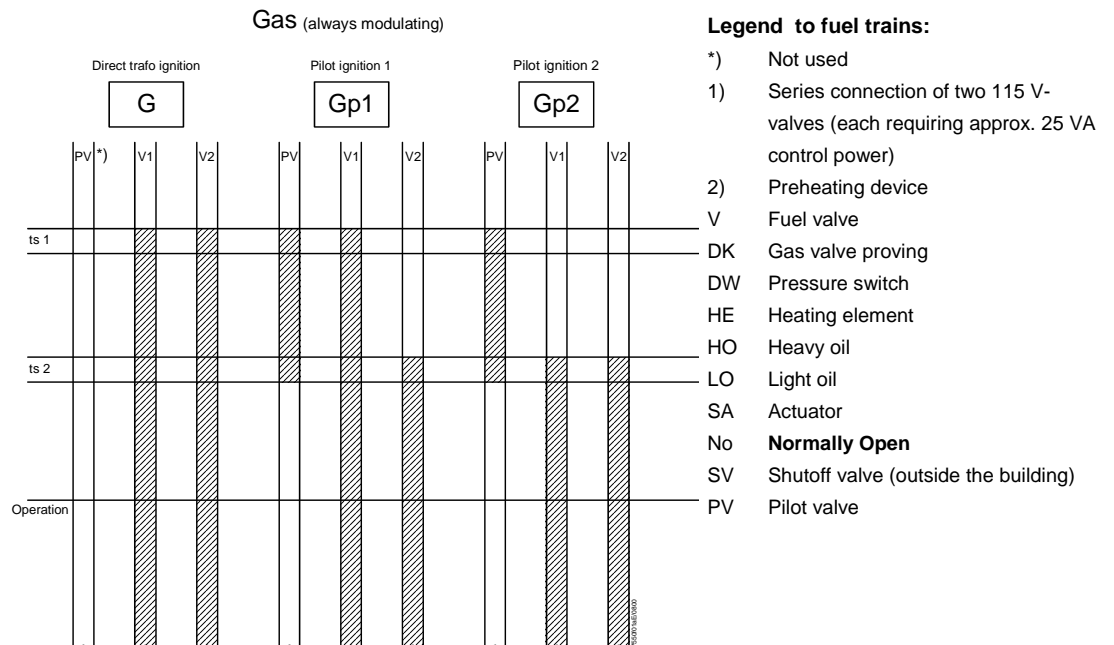 Gas (always modulating)
Direct trafo ignition
Pilot ignition 1
Pilot ignition 2
G
Gp1
Gp2
PV *) V1 V2 PV V1 V2 PV V1 V2
ts 1
ts 2
Operation
Legend to fuel trains:
*) Not used
1) Series connection of two 115 V-
valves (each requiring approx. 25 VA
control power)
2) Preheating device
V Fuel valve
DK Gas valve proving
DW Pressure switch
HE Heating element
HO Heavy oil
LO Light oil
SA Actuator
No Normally Open
SV Shutoff valve (outside the building)
PV Pilot valve